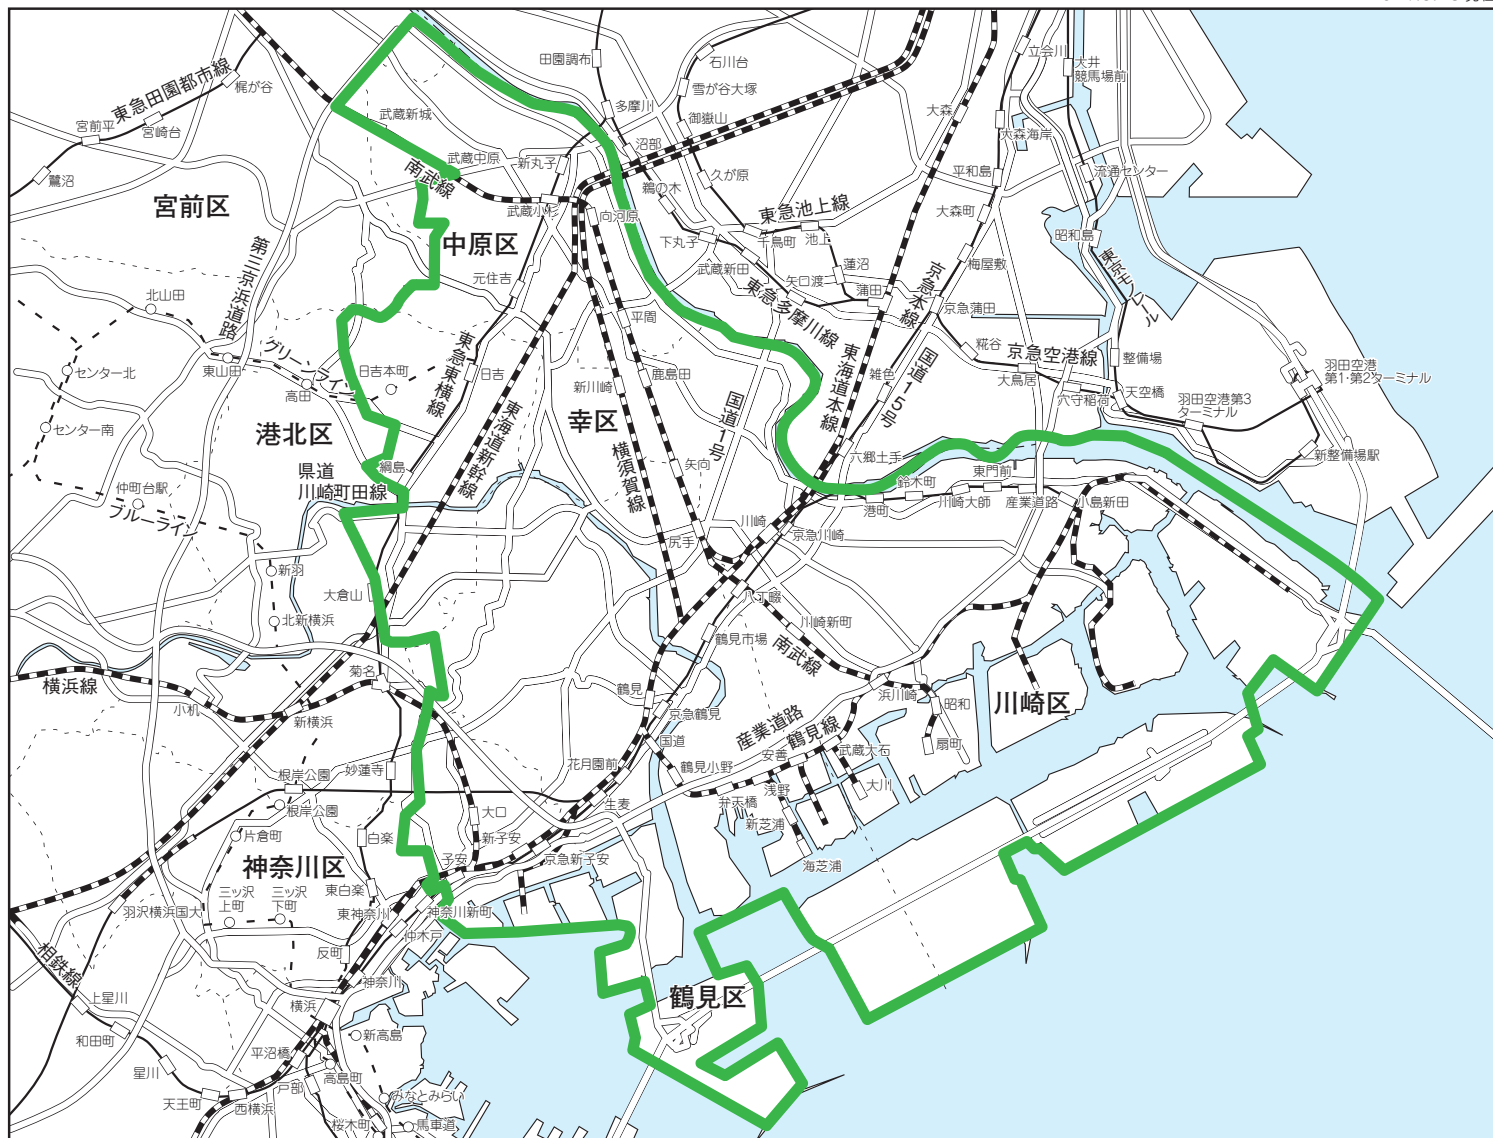 田園調布
石川台
雪が谷大塚
御嶽山
多摩川
沼部
久が原
鵜の木
立会川
大井
競馬場前
大森
大森海岸
平和島
流通センター
大森町
昭和島
東京モノレール
梅屋敷
東急田園都市線
梶が谷
宮前平
宮崎台
鷺沼
宮前区
武蔵新城
武蔵中原
新丸子
南武線
武蔵小杉
向河原
中原区
元住吉
東急池上線
千鳥町
池上
下丸子
武蔵新田
蓮沼
矢口渡
蒲田
東急多摩川線
京急本線
京急蒲田
糀谷
京急空港線
整備場
大鳥居
穴守稲荷
天空橋
羽田空港
第1・第2ターミナル
羽田空港第3
ターミナル
新整備場駅
第三京浜道路
北山田
グリーンライン
センター北
東山田
高田
日吉本町
日吉
東急東横線
センター南
港北区
綱島
県道
川崎町田線
仲町台駅
ブルーライン
新羽
北新横浜
大倉山
東海道新幹線
平間
新川崎
鹿島田
幸区
国道1号
横須賀線
矢向
東海道本線
雑色
国道15号
六郷土手
鈴木町
東門前
港町
川崎大師
産業道路
小島新田
川崎
京急川崎
尻手
八丁畷
川崎新町
鶴見市場
南武線
浜川崎
昭和
川崎区
扇町
横浜線
小机
新横浜
菊名
鶴見
京急鶴見
国道
産業道路
鶴見線
安善
武蔵大石
花月園前
鶴見小野
弁天橋
浅野
大川
新芝浦
海芝浦
生麦
妙蓮寺
根岸公園
根岸公園
片倉町
白楽
大口
新子安
子安
京急新子安
神奈川区
三ッ沢
上町
三ッ沢
下町
東白楽
東神奈川
神奈川新町
仲木戸
羽沢横浜国大
反町
神奈川
相鉄線
上星川
和田町
星川
天王町
西横浜
横浜
平沼橋
戸部
新高島
高島町
みなとみらい
桜木町
馬車道
鶴見区